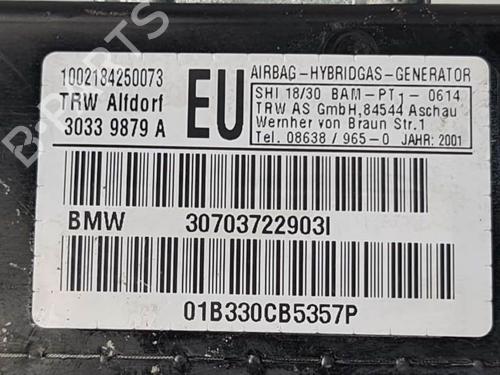 1002184250073
TRW Alfdorf
3033 9879 A
EU
AIRBAG-HYBRIDGAS-GENERATOR
SHI 18/30 BAM-PT1-0614
TRW AS GmbH, 84544 Aschau
Wernher von Braun Str.1
Tel. 08638/965-0 JAHR: 2001
BMW 30703722903I
01B330CB5357P